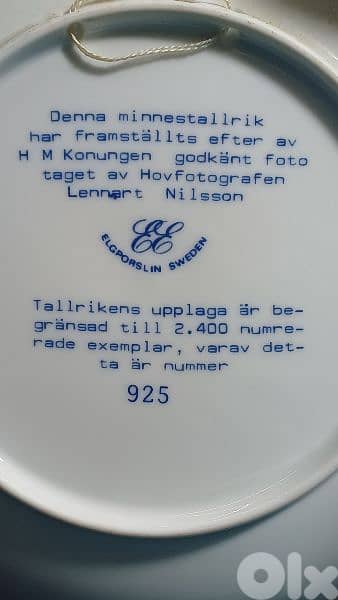 Denna minnestallrik
har framställts efter av
H M Konungen godkänt foto
taget av Hovfotografen
Lennart Nilsson
EE
ELGPORSLIN SWEDEN
Tallrikens upplaga är be-
gränsad till 2.400 numre-
rade exemplar, varav det-
ta är nummer
925
Olx